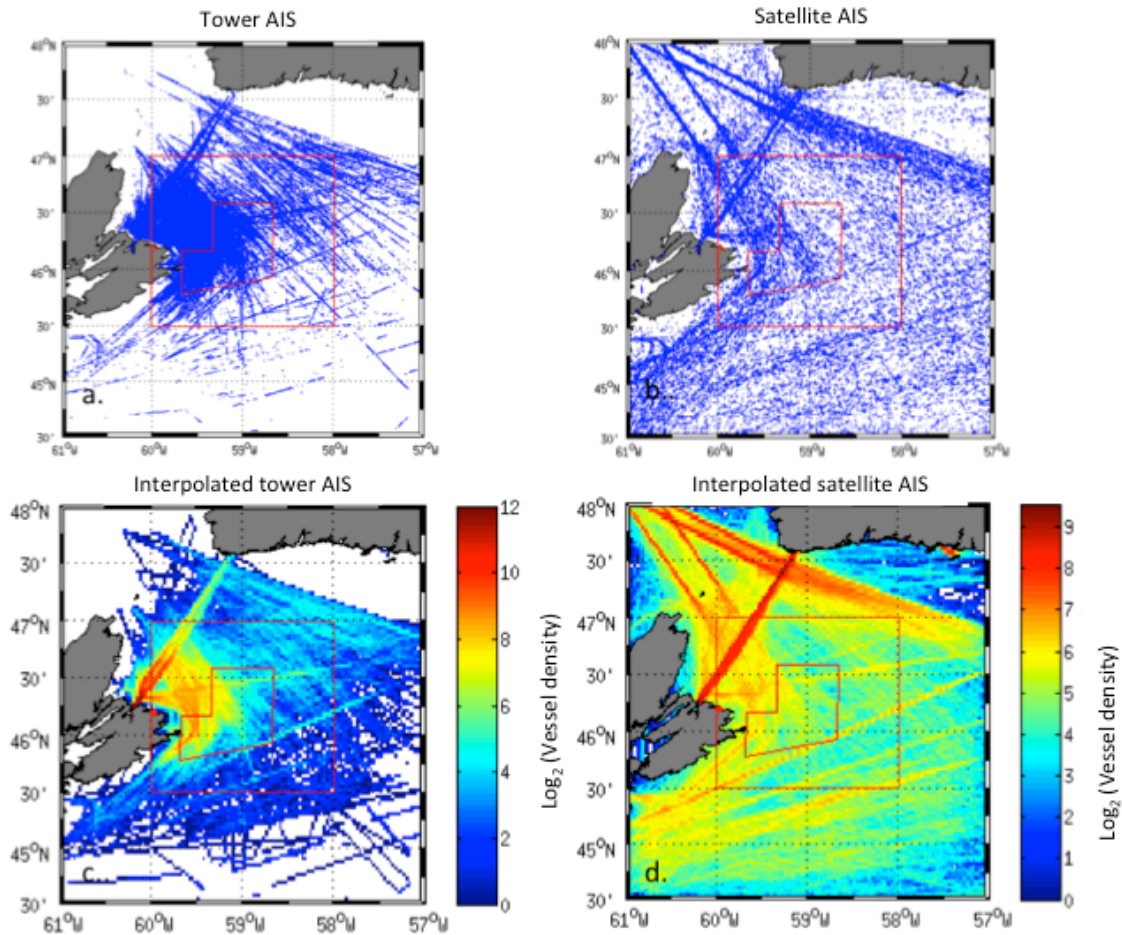 Tower AIS
Satellite AIS
48°N
30'
47°N
30'
46°N
30'
45°N
30'
61°W
60°W
59°W
58°W
57°W
a.
48°N
30'
47°N
30'
46°N
30'
45°N
30'
61°W
60°W
59°W
58°W
57°W
b..
Interpolated tower AIS
Interpolated satellite AIS
48°N
30'
47°N
30'
46°N
30'
45°N
30'
61°W
60°W
59°W
58°W
57°W
c..
12
10
8
6
4
2
0
Log2 (Vessel density)
48°N
30'
47°N
30'
46°N
30'
45°N
30'
61°W
60°W
59°W
58°W
57°W
d.
9
8
7
6
5
4
3
2
1
0
Log2 (Vessel density)